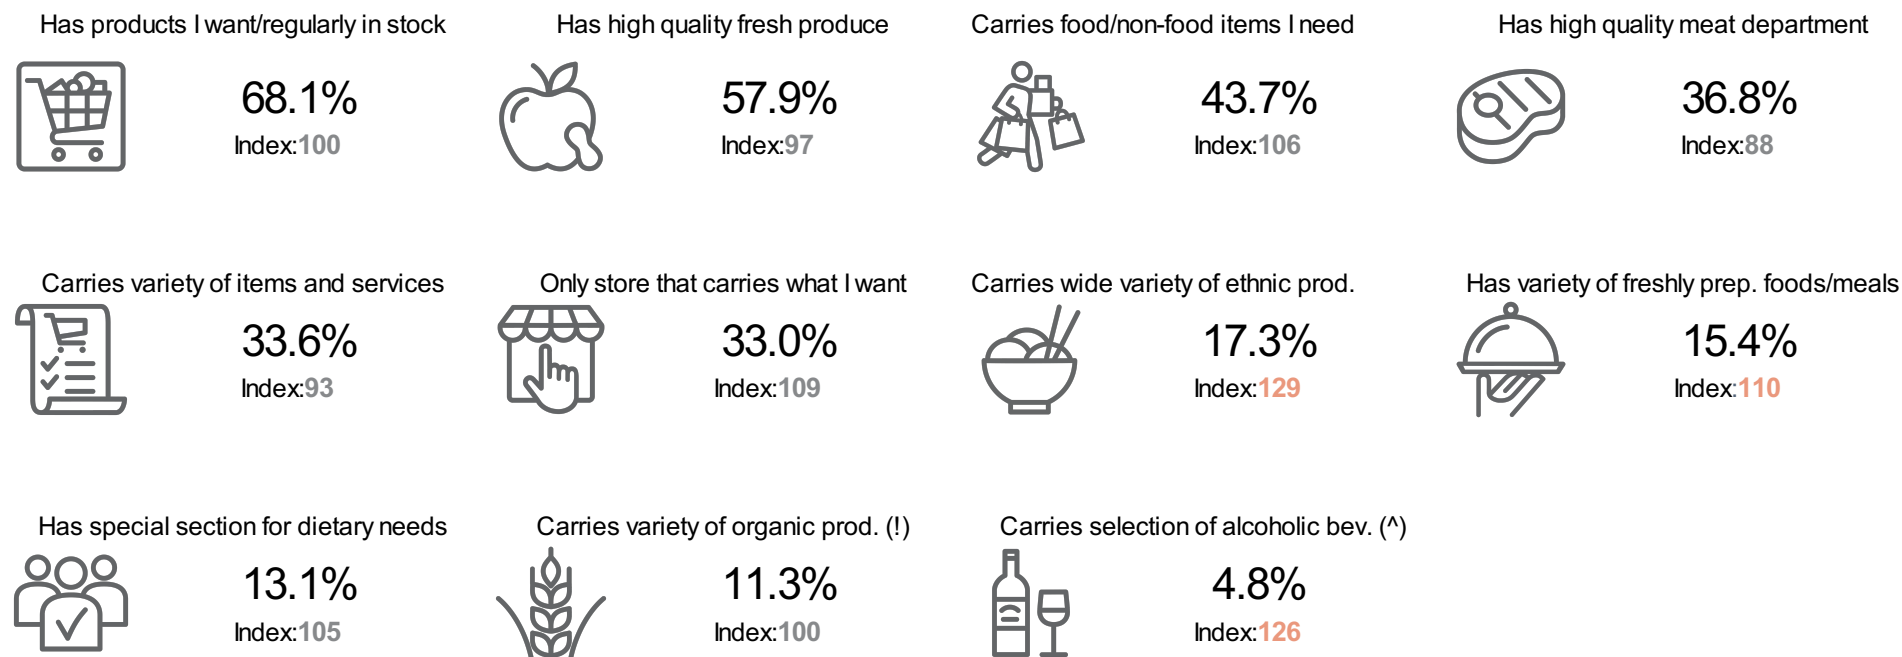 Has products I want/regularly in stock
68.1%
Index:100
Has high quality fresh produce
57.9%
Index:97
Carries food/non-food items I need
43.7%
Index:106
Has high quality meat department
36.8%
Index:88
Carries variety of items and services
33.6%
Index:93
Only store that carries what I want
33.0%
Index:109
Carries wide variety of ethnic prod.
17.3%
Index:129
Has variety of freshly prep. foods/meals
15.4%
Index:110
Has special section for dietary needs
13.1%
Index:105
Carries variety of organic prod. (!)
11.3%
Index:100
Carries selection of alcoholic bev. (^)
4.8%
Index:126